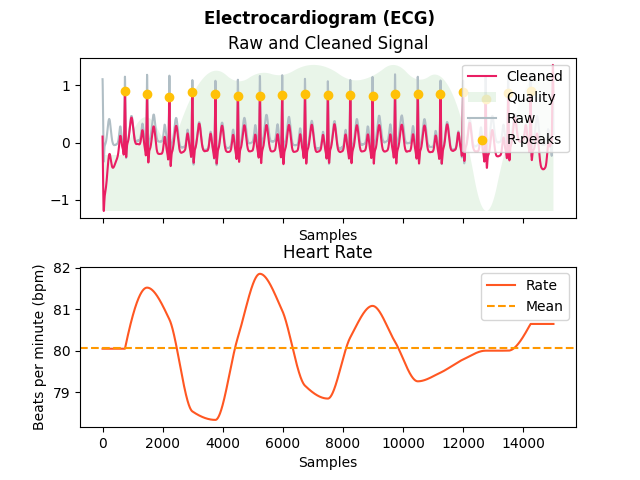 Electrocardiogram (ECG)
Raw and Cleaned Signal
1
0
−1
Cleaned
Quality
Raw
R-peaks
Samples
Heart Rate
82
81
80
79
Beats per minute (bpm)
Rate
Mean
0 2000 4000 6000 8000 10000 12000 14000
Samples